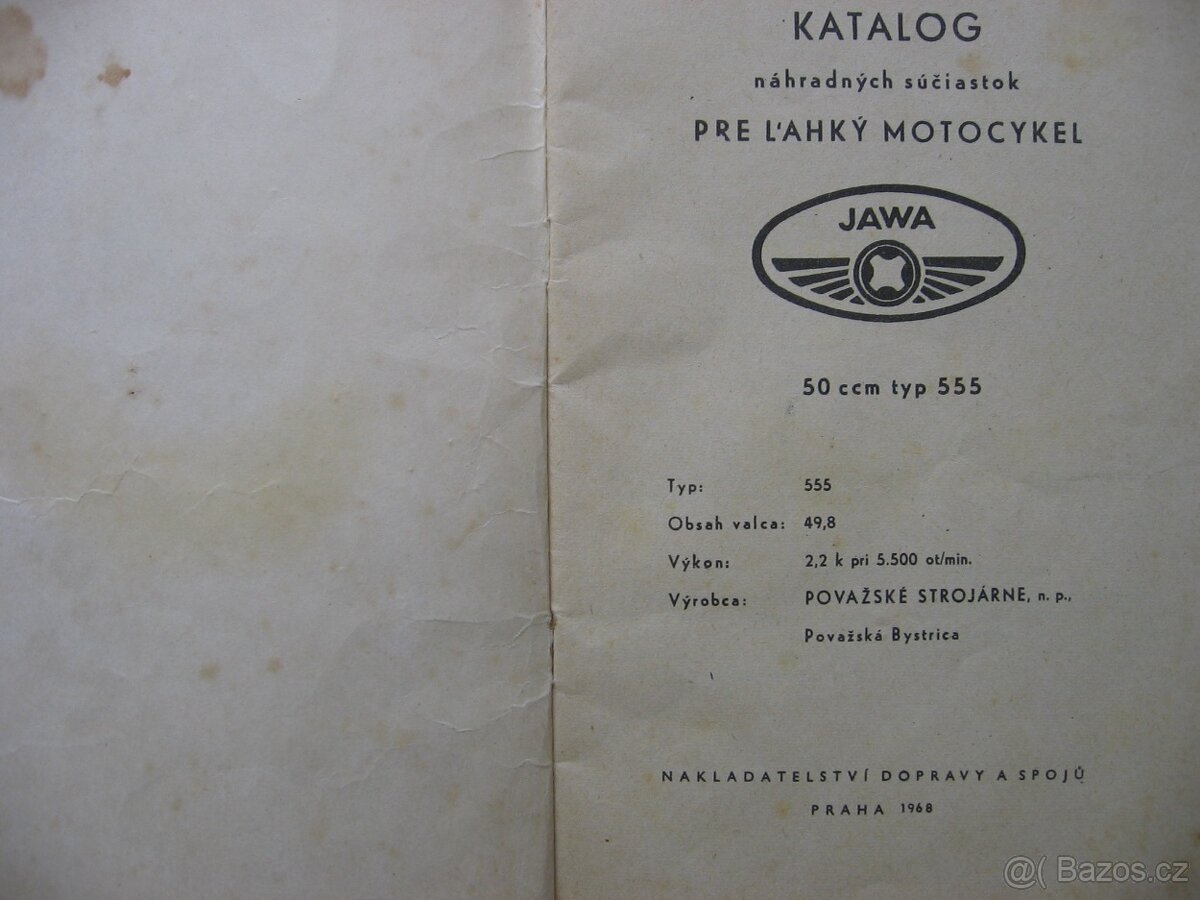 KATALOG
náhradných súčiastok
PRE ĽAHKÝ MOTOCYKEL
JAWA
50 ccm typ 555
Typ: 555
Obsah valca: 49,8
Výkon: 2,2 k pri 5.500 ot/min.
Výrobca: POVAŽSKÉ STROJÁRNE, n. p.,
Považská Bystrica
NAKLADATELSTVÍ DOPRAVY A SPOJŮ
PRAHA 1968
@( Bazos.cz